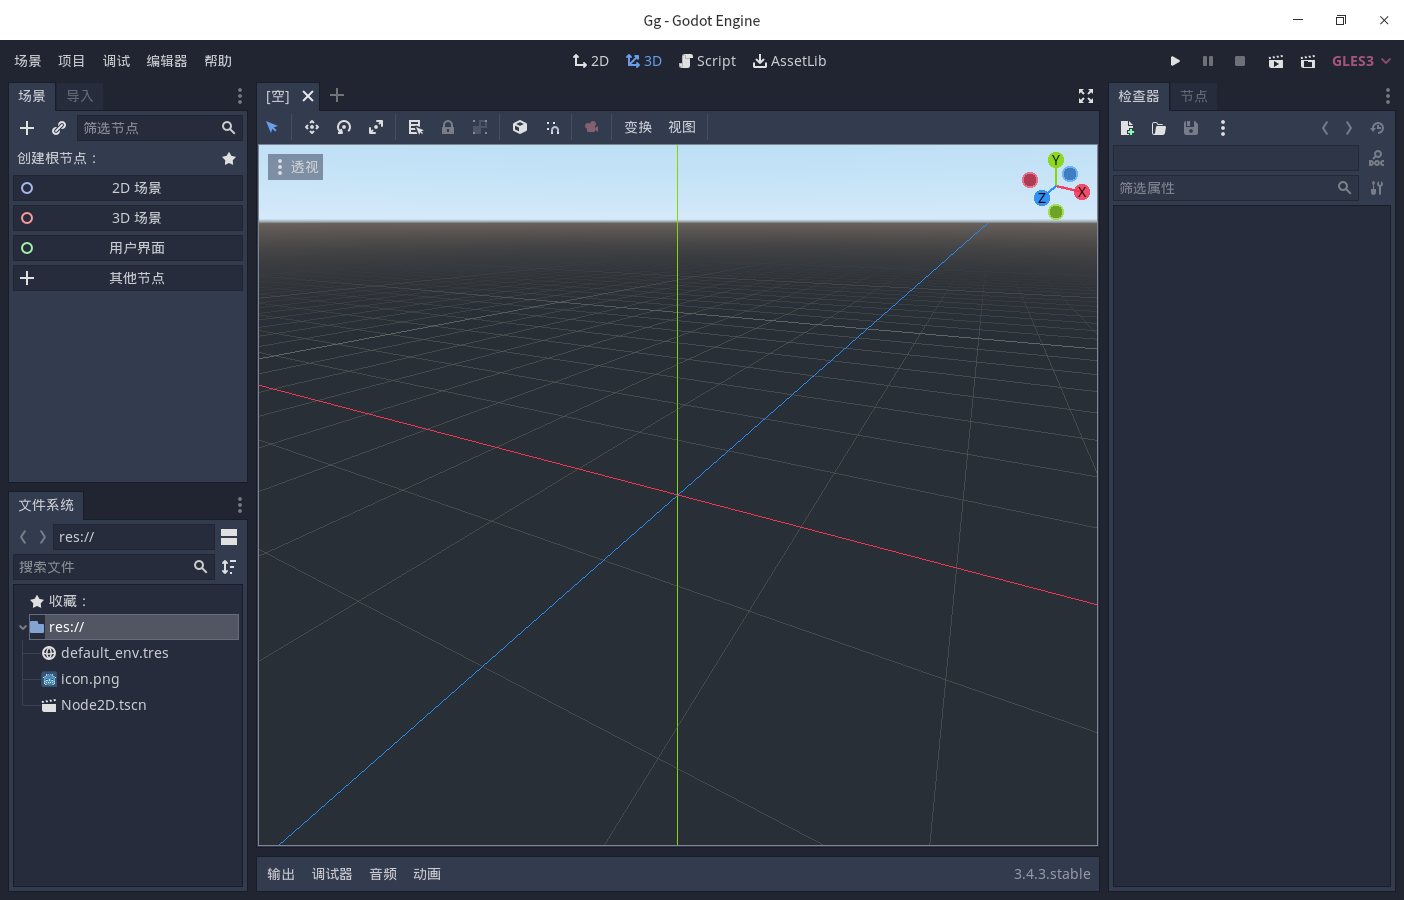 Gg - Godot Engine
场景 项目 调试 编辑器 帮助 2D 3D Script AssetLib GLES3
场景 导入
筛选节点
创建根节点：
2D 场景
3D 场景
用户界面
其他节点
文件系统
res://
搜索文件
收藏：
res://
default_env.tres
icon.png
Node2D.tscn
[空]
变换 视图
透视
Y
X
Z
输出 调试器 音频 动画 3.4.3.stable
检查器 节点
DOC
筛选属性